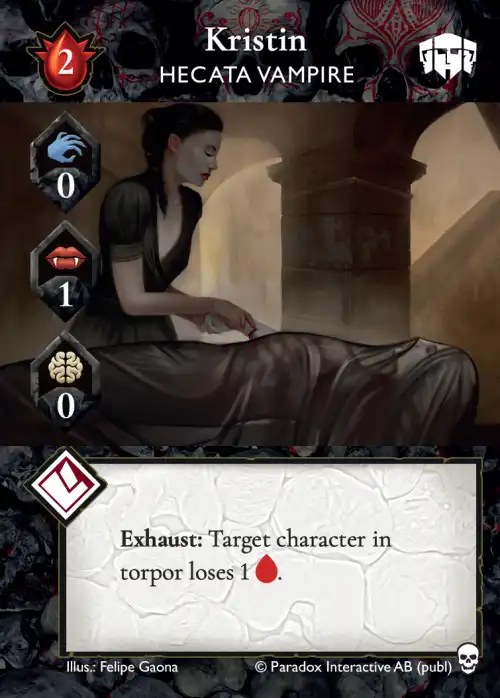 2
Kristin
HECATA VAMPIRE
0
1
0
Exhaust: Target character in
torpor loses 1.
Illus.: Felipe Gaona
© Paradox Interactive AB (publ)